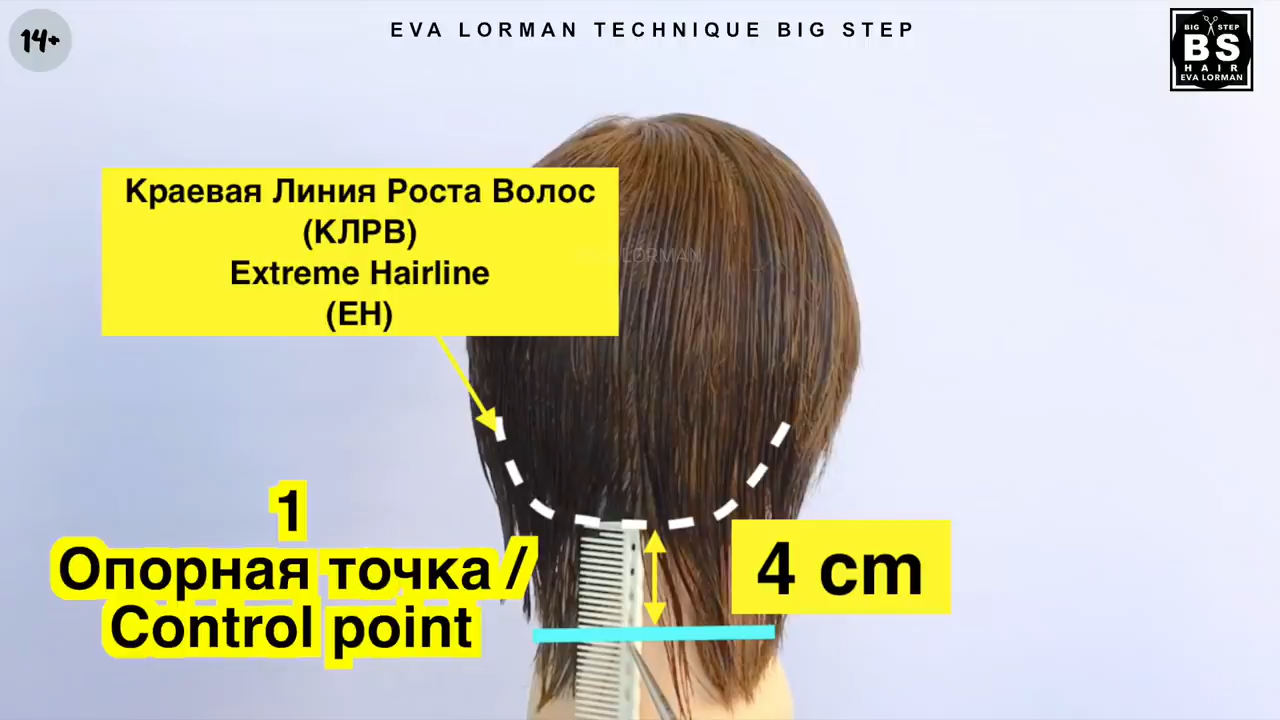 14+
EVA LORMAN TECHNIQUE BIG STEP
BIG STEP
BS
HAIR
EVA LORMAN
Краевая Линия Роста Волос
(КЛРВ)
Extreme Hairline
(EH)
LORMAN
1
Опорная точка /
Control point
4 cm